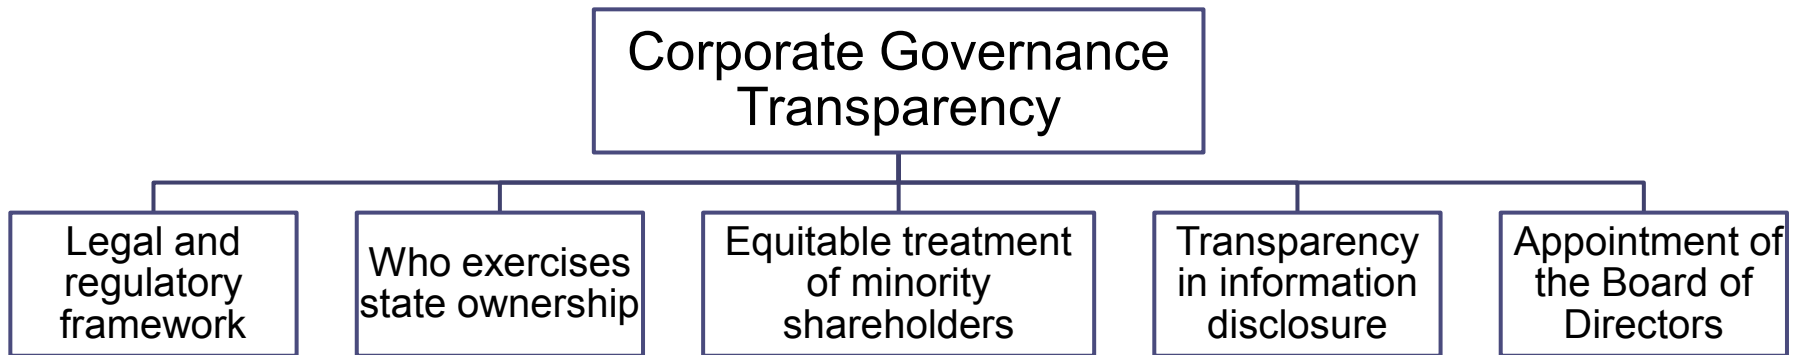 Corporate Governance
Transparency
Legal and
regulatory
framework
Who exercises
state ownership
Equitable treatment
of minority
shareholders
Transparency
in information
disclosure
Appointment of
the Board of
Directors